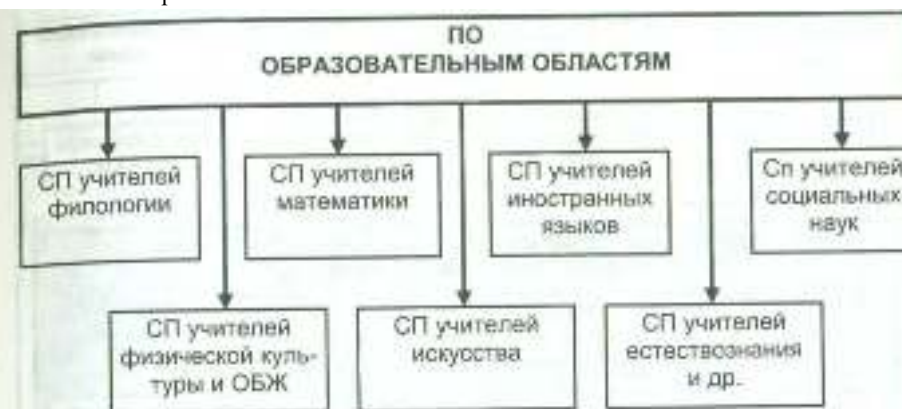 ПО
ОБРАЗОВАТЕЛЬНЫМ ОБЛАСТЯМ
СП учителей
филологии
СП учителей
математики
СП учителей
иностранных
языков
Сп учителей
социальных
наук
СП учителей
физической куль-
туры и ОБЖ
СП учителей
искусства
СП учителей
естествознания
и др.